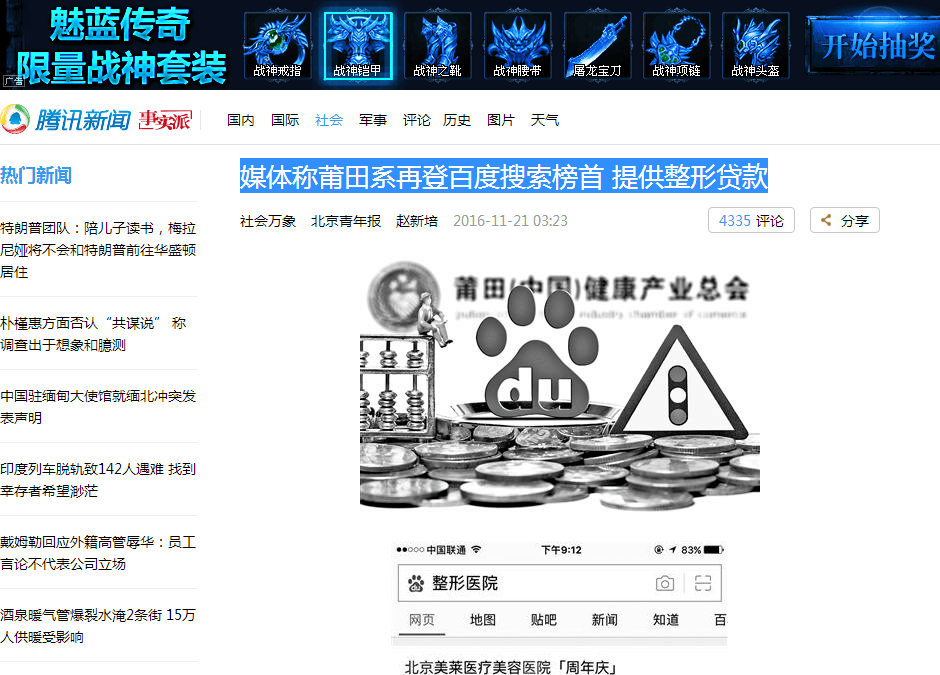 魅蓝传奇
限量战神套装
广告
战神戒指
战神铠甲
战神之靴
战神腰带
屠龙宝刀
战神项链
战神头盔
开始抽奖
腾讯新闻 事实派
国内 国际 社会 军事 评论 历史 图片 天气
热门新闻
特朗普团队：陪儿子读书，梅拉
尼娅将不会和特朗普前往华盛顿
居住
朴槿惠方面否认“共谋说” 称
调查出于想象和臆测
中国驻缅甸大使馆就缅北冲突发
表声明
印度列车脱轨致142人遇难 找到
幸存者希望渺茫
戴姆勒回应外籍高管辱华：员工
言论不代表公司立场
酒泉暖气管爆裂水淹2条街 15万
人供暖受影响
媒体称莆田系再登百度搜索榜首 提供整形贷款
社会万象 北京青年报 赵新培 2016-11-21 03:23
4335 评论
分享
莆田(中国)健康产业总会
du
中国联通 下午9:12 83%
整形医院
网页 地图 贴吧 新闻 知道 百
北京美莱医疗美容医院「周年庆」